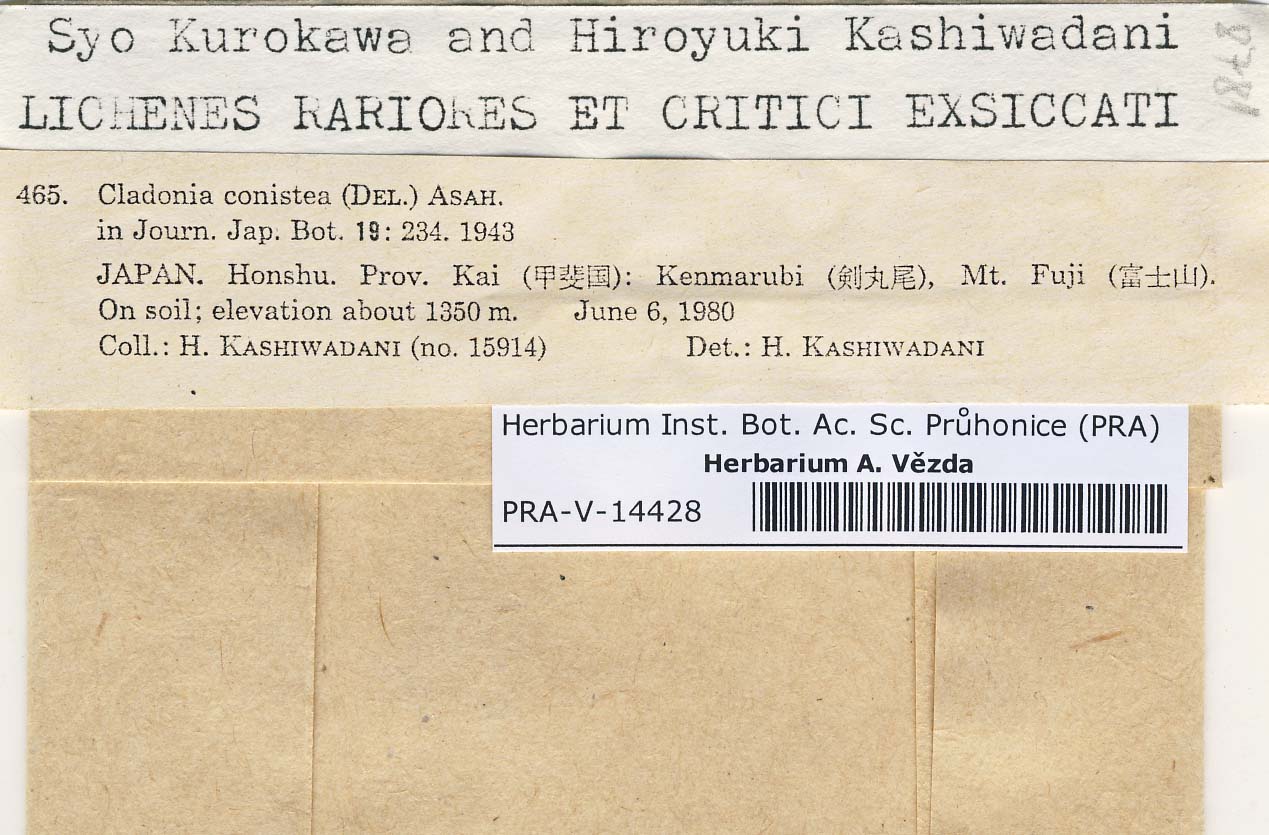 Syo Kurokawa and Hiroyuki Kashiwadani
LICHENES RARIORES ET CRITICI EXSICCATI
465. Cladonia conistea (DEL.) ASAH.
in Journ. Jap. Bot. 19: 234. 1943
JAPAN. Honshu. Prov. Kai (甲斐国): Kenmarubi (剣丸尾), Mt. Fuji (富士山).
On soil; elevation about 1350 m. June 6, 1980
Coll.: H. KASHIWADANI (no. 15914) Det.: H. KASHIWADANI
Herbarium Inst. Bot. Ac. Sc. Průhonice (PRA)
Herbarium A. Vězda
PRA-V-14428